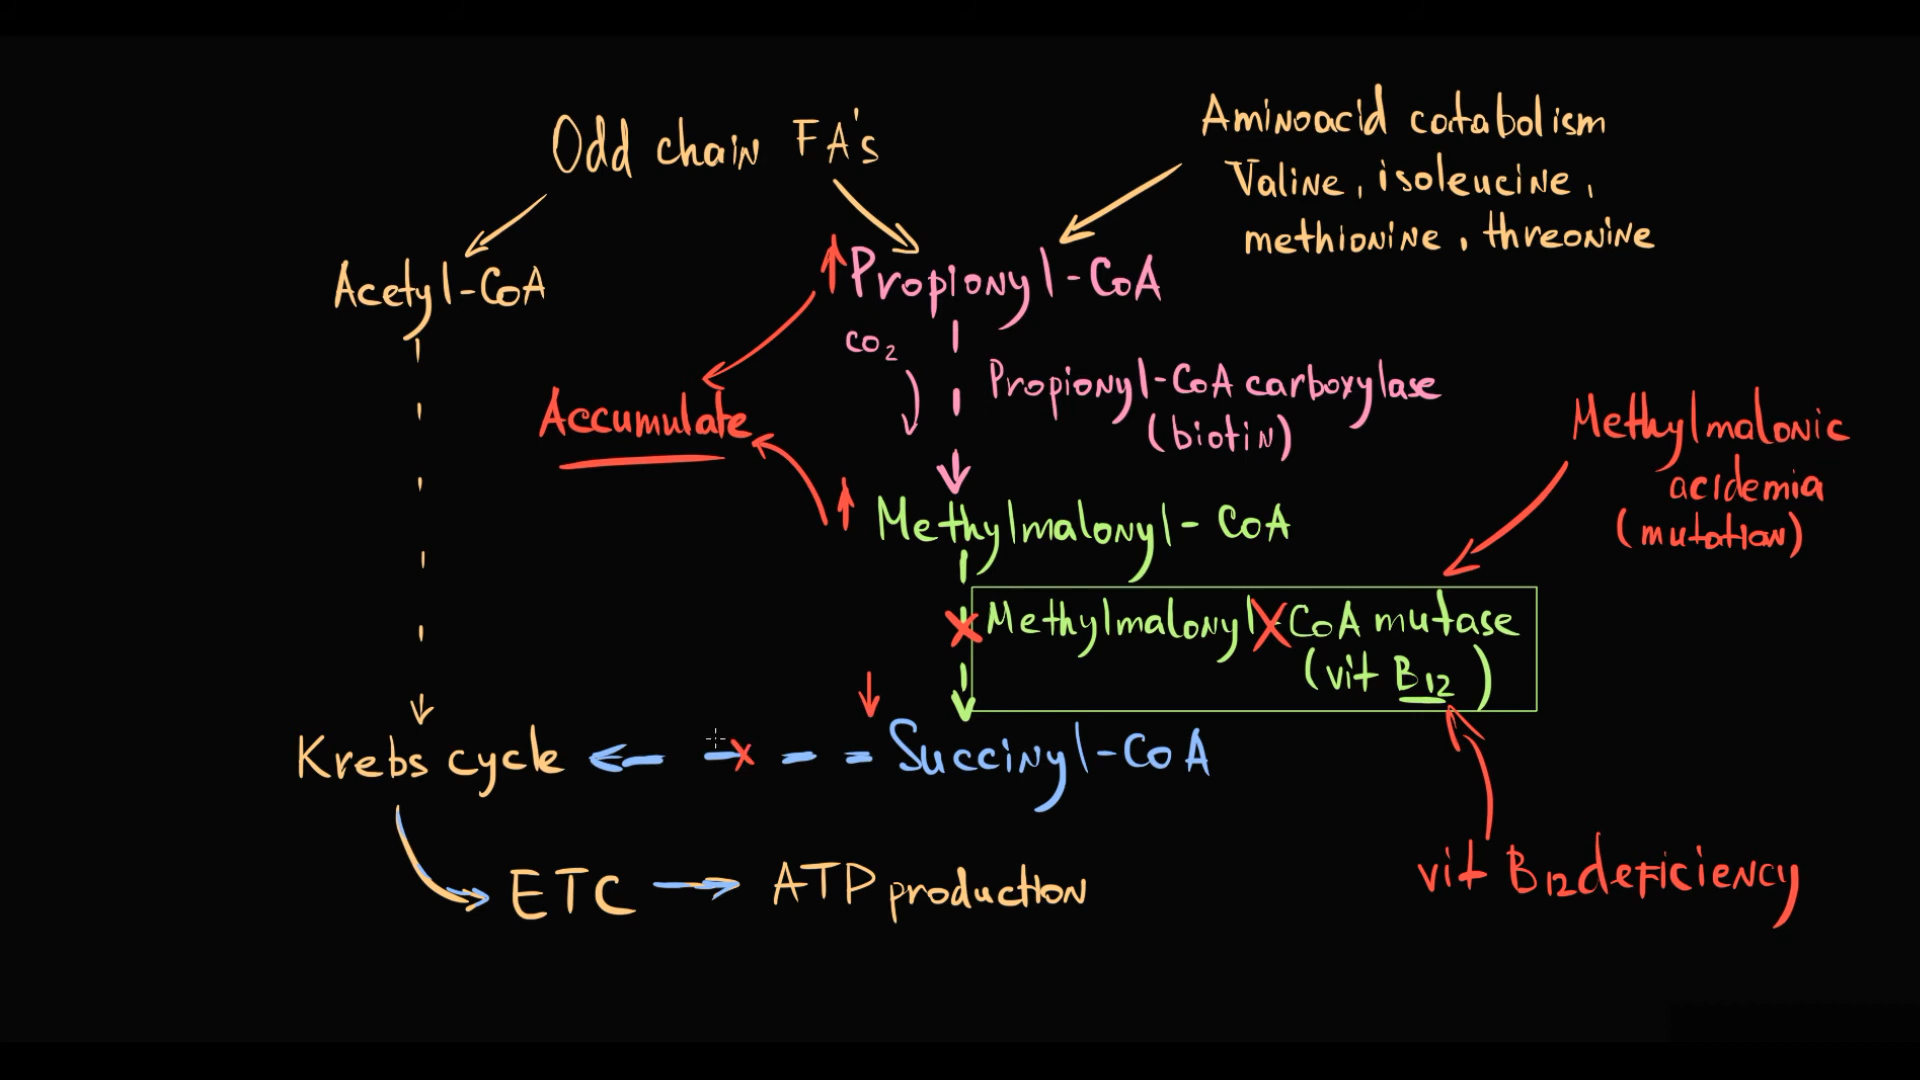 Odd chain FA's
Aminoacid catabolism
Valine, isoleucine,
methionine, threonine
Acetyl-CoA
Propionyl-CoA
CO2
Propionyl-CoA carboxylase
(biotin)
Accumulate
Methylmalonic
acidemia
(mutation)
Methylmalonyl-CoA
Methylmalonyl-CoA mutase
(vit B12)
Krebs cycle
Succinyl-CoA
ETC
ATP production
vit B12 deficiency